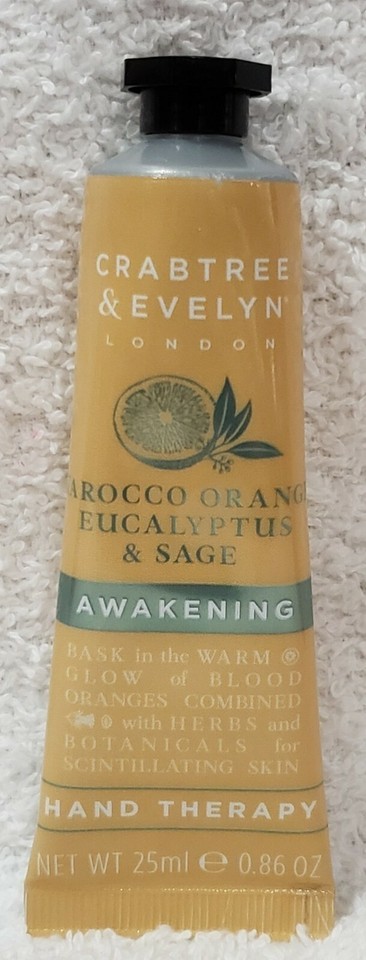 CRABTREE
& EVELYN®
LONDON
AROCCO ORANG
EUCALYPTUS
& SAGE
AWAKENING
BASK in the WARM
GLOW of BLOOD
ORANGES COMBINED
with HERBS and
BOTANICALS for
SCINTILLATING SKIN
HAND THERAPY
NET WT 25ml ℮ 0.86 OZ